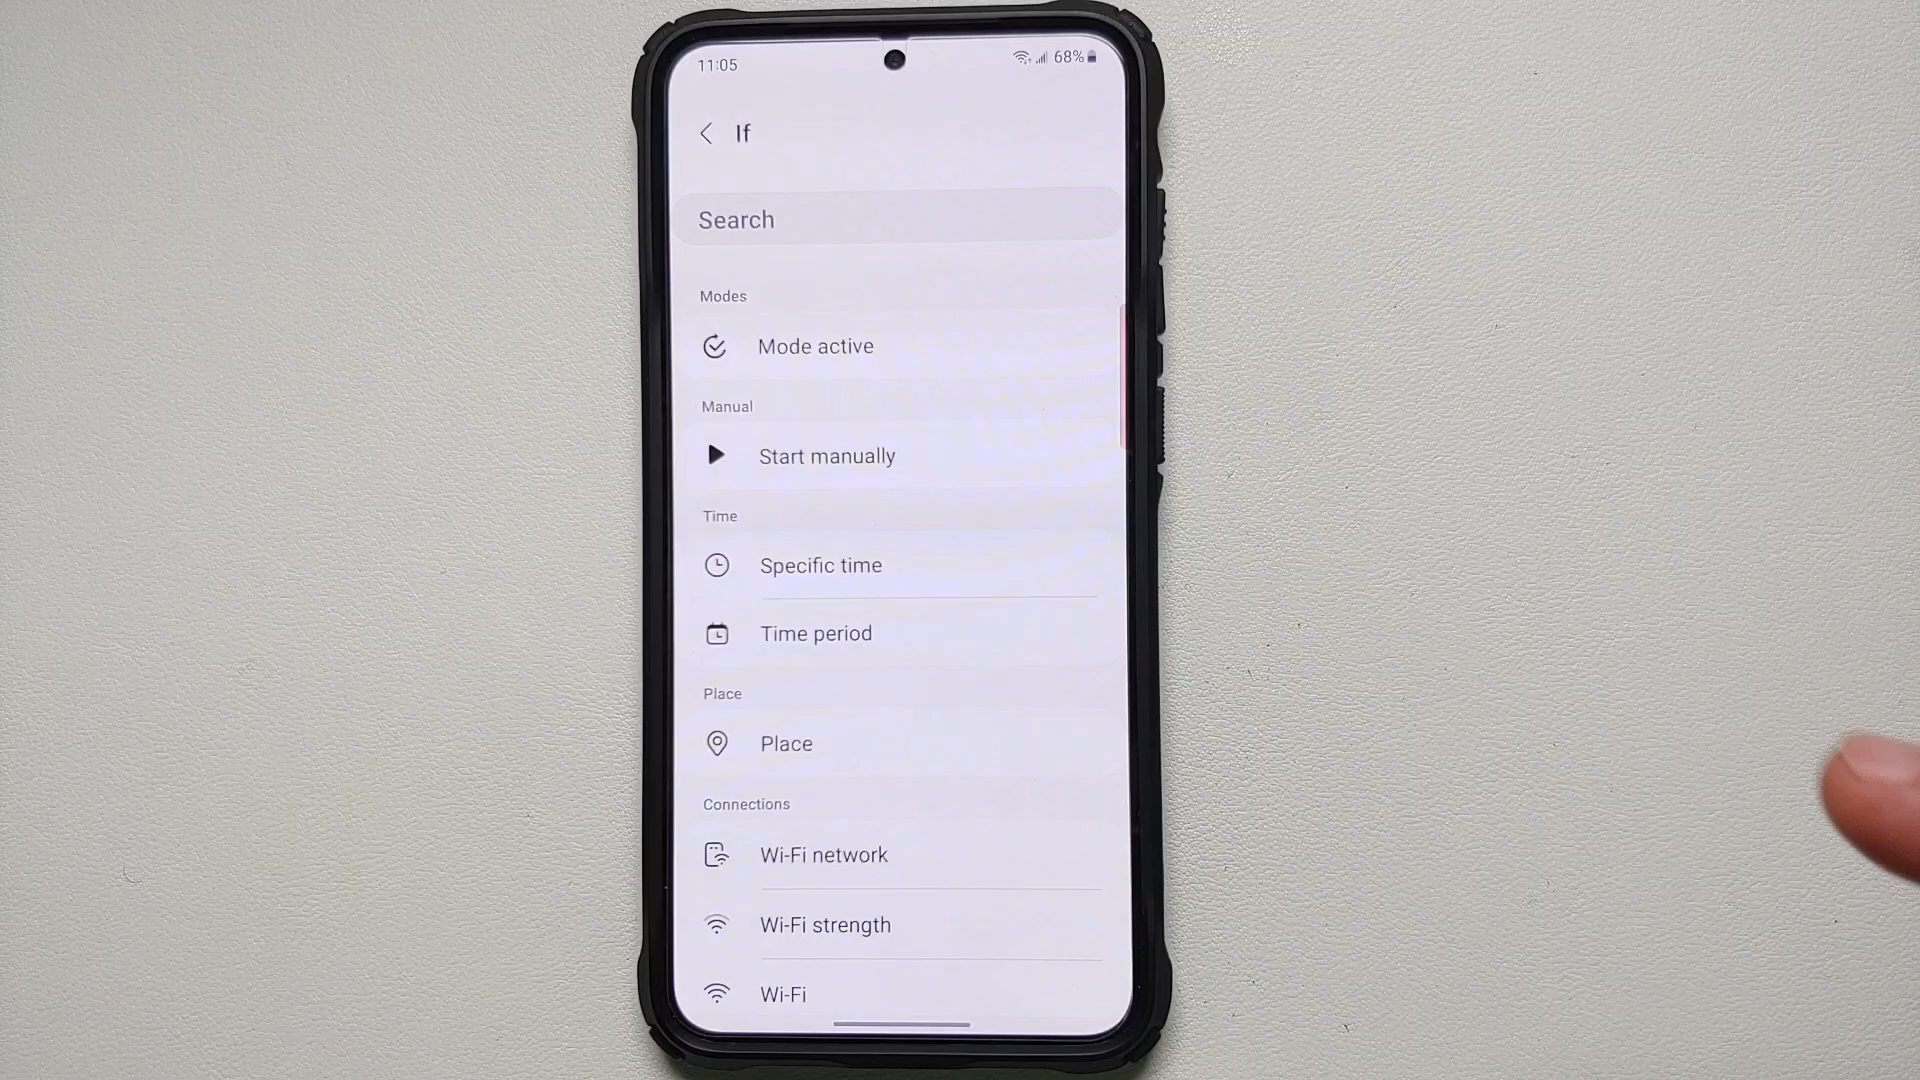 11:05
68%
If
Search
Modes
Mode active
Manual
Start manually
Time
Specific time
Time period
Place
Place
Connections
Wi-Fi network
Wi-Fi strength
Wi-Fi